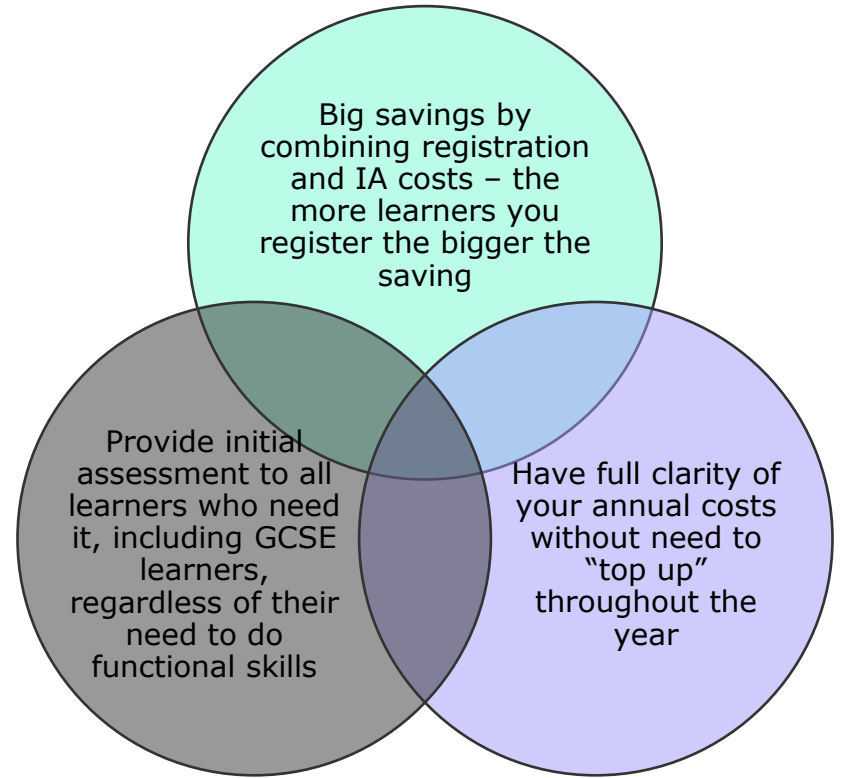 Big savings by
combining registration
and IA costs – the
more learners you
register the bigger the
saving
Provide initial
assessment to all
learners who need
it, including GCSE
learners,
regardless of their
need to do
functional skills
Have full clarity of
your annual costs
without need to
“top up”
throughout the
year